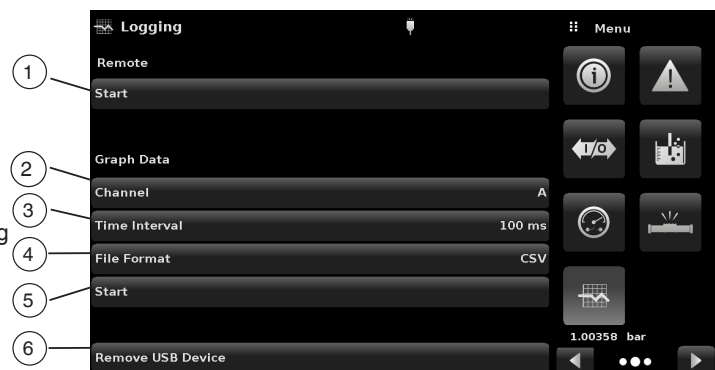 Logging
Menu
Remote
1
Start
Graph Data
2
Channel A
3
Time Interval 100 ms
g
4
File Format CSV
5
Start
6
Remove USB Device
I/O
1.00358 bar